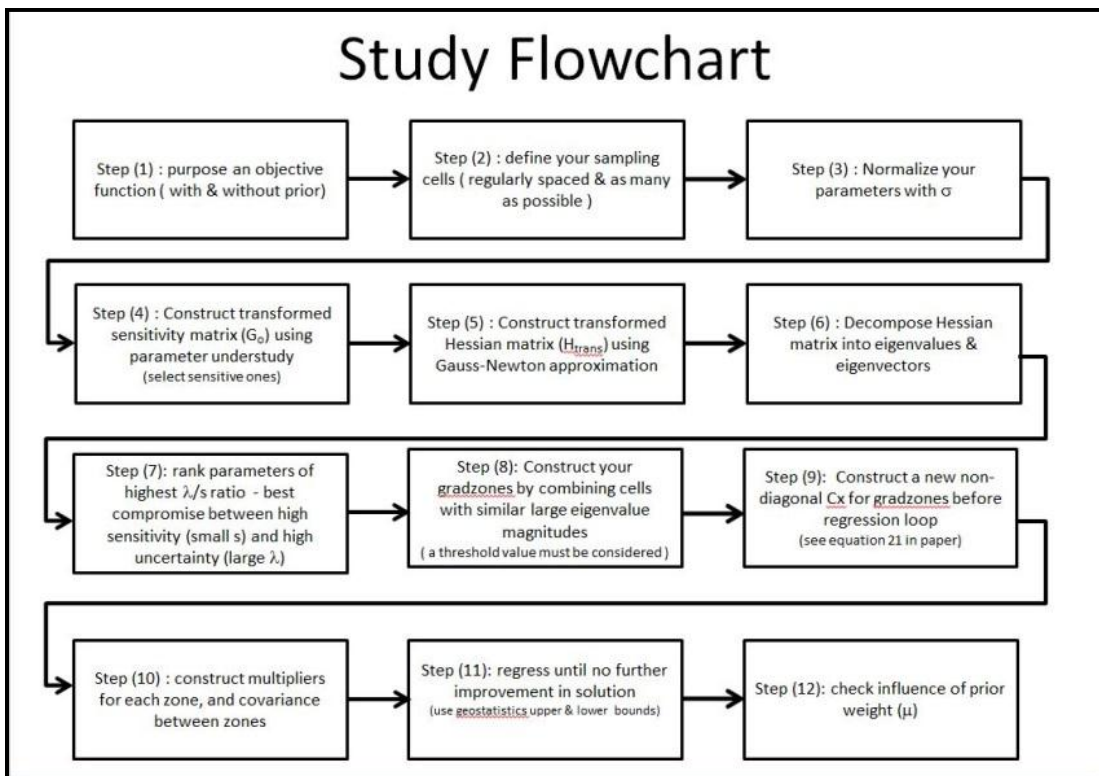 Study Flowchart
Step (1) : purpose an objective
function ( with & without prior)
Step (2) : define your sampling
cells ( regularly spaced & as many
as possible )
Step (3) : Normalize your
parameters with σ
Step (4) : Construct transformed
sensitivity matrix (Gₒ) using
parameter understudy
(select sensitive ones)
Step (5) : Construct transformed
Hessian matrix (Htrans) using
Gauss-Newton approximation
Step (6) : Decompose Hessian
matrix into eigenvalues &
eigenvectors
Step (7): rank parameters of
highest λ/s ratio - best
compromise between high
sensitivity (small s) and high
uncertainty (large λ)
Step (8): Construct your
gradzones by combining cells
with similar large eigenvalue
magnitudes
( a threshold value must be considered )
Step (9): Construct a new non-
diagonal Cx for gradzones before
regression loop
(see equation 21 in paper)
Step (10) : construct multipliers
for each zone, and covariance
between zones
Step (11): regress until no further
improvement in solution
(use geostatistics upper & lower bounds)
Step (12): check influence of prior
weight (μ)